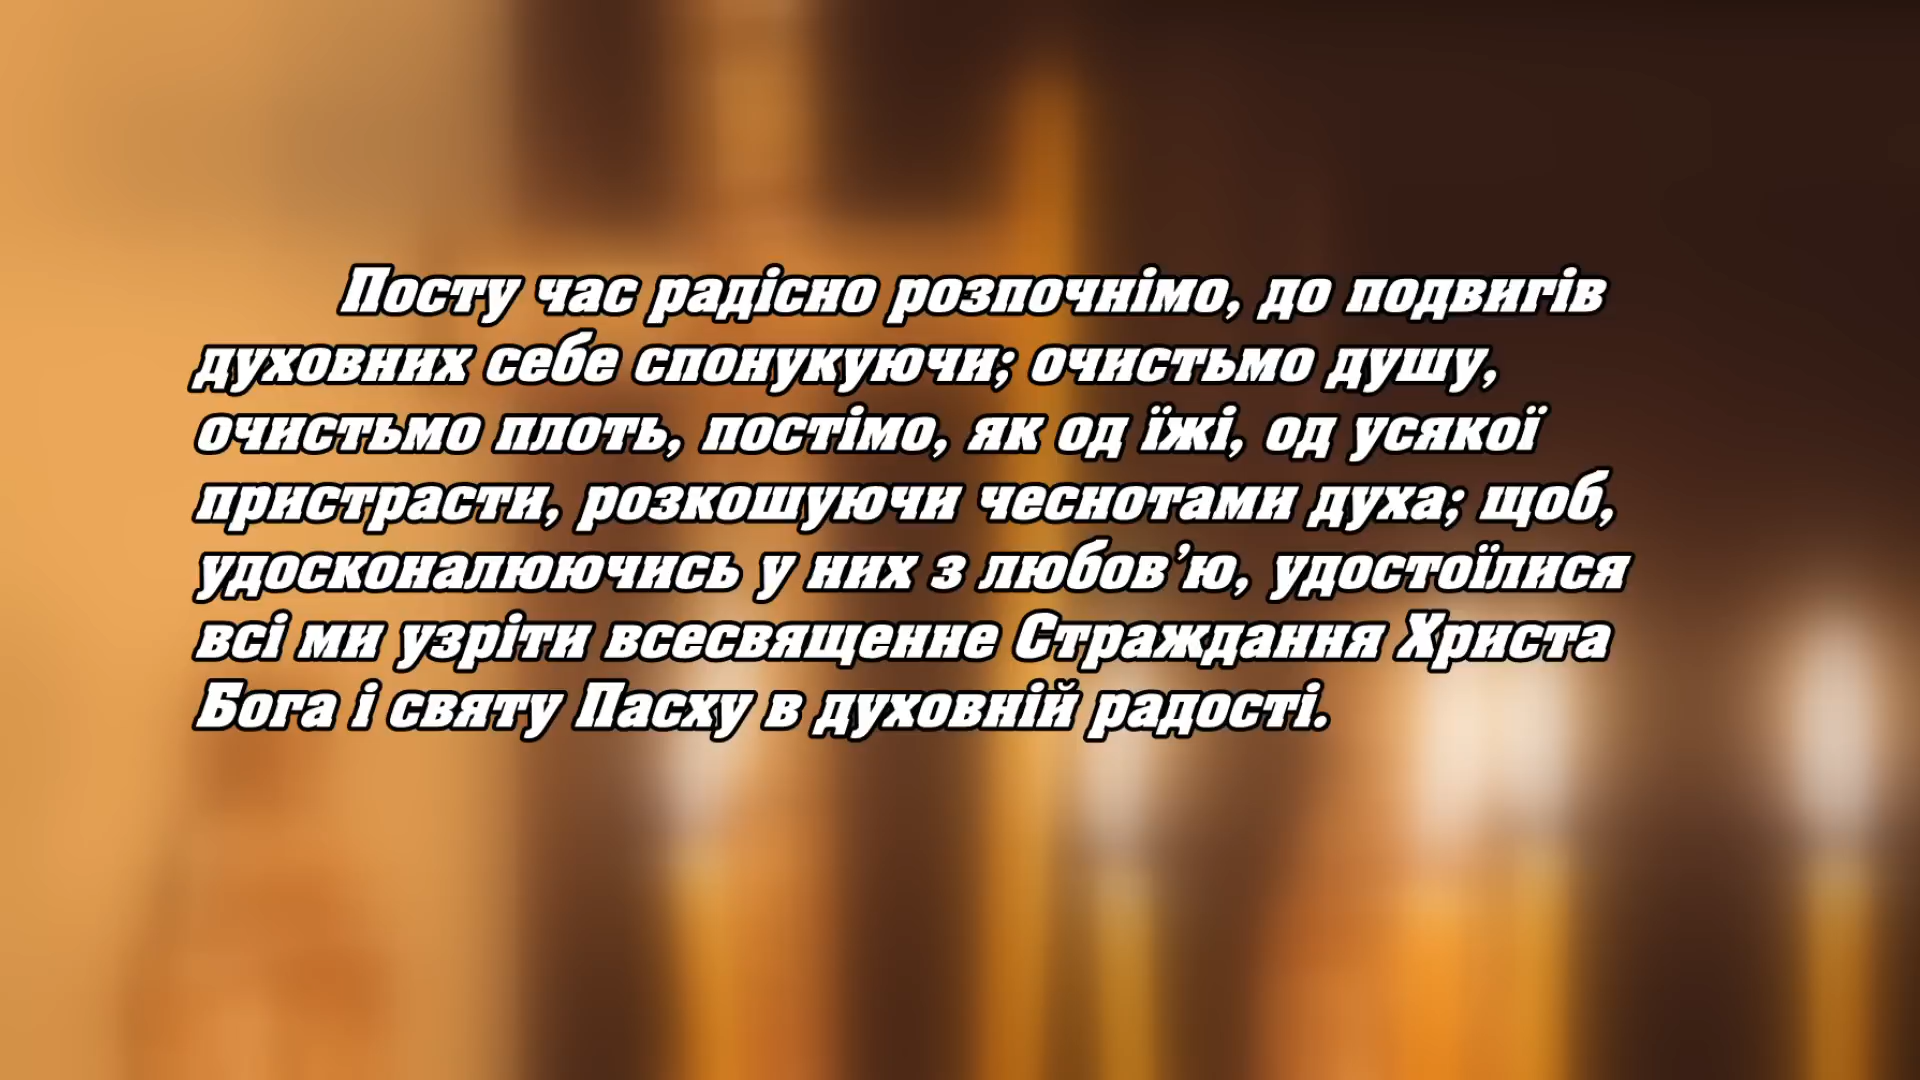 Посту час радісно розпочнімо, до подвигів
духовних себе спонукуючи; очистьмо душу,
очистьмо плоть, постімо, як од їжі, од усякої
пристрасти, розкошуючи чеснотами духа; щоб,
удосконалюючись у них з любов’ю, удостоїлися
всі ми узріти всесвященне Страждання Христа
Бога і святу Пасху в духовній радості.